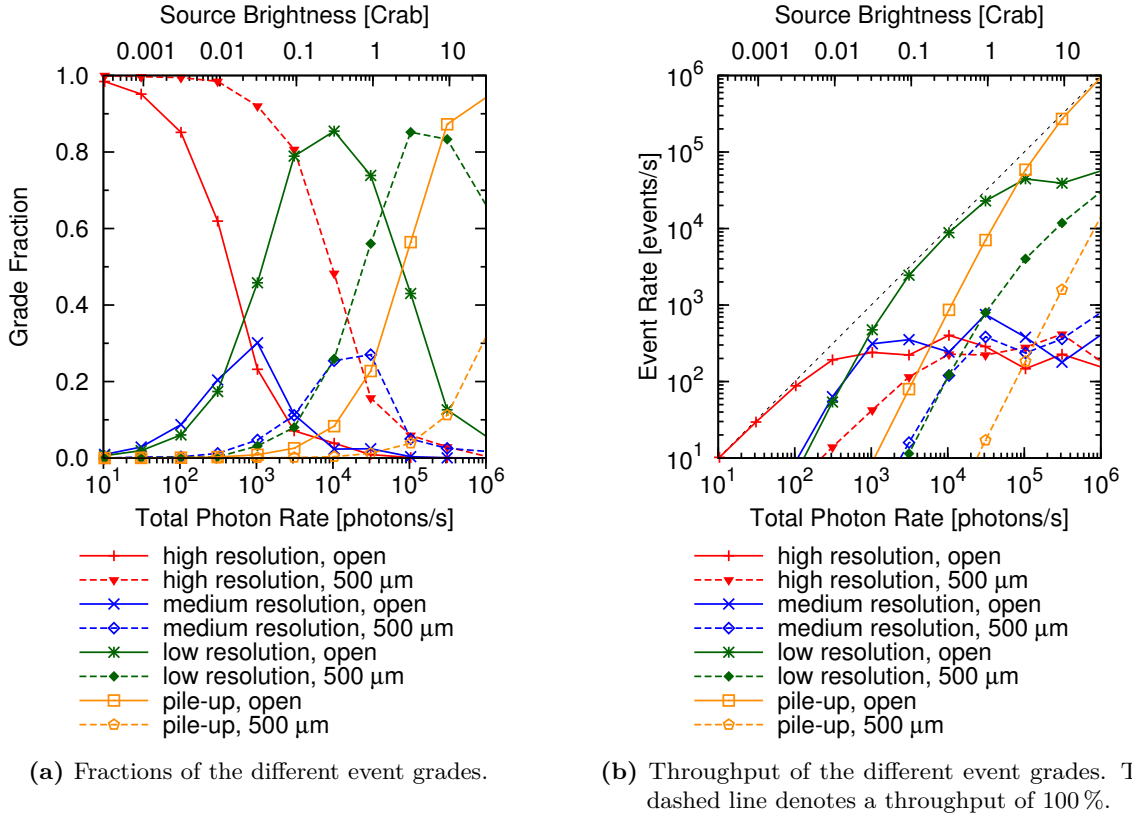 Source Brightness [Crab]
0.001 0.01 0.1 1 10
1.0
0.8
0.6
0.4
0.2
0.0
Grade Fraction
10^1 10^2 10^3 10^4 10^5 10^6
Total Photon Rate [photons/s]
high resolution, open
high resolution, 500 µm
medium resolution, open
medium resolution, 500 µm
low resolution, open
low resolution, 500 µm
pile-up, open
pile-up, 500 µm
(a) Fractions of the different event grades.
Source Brightness [Crab]
0.001 0.01 0.1 1 10
10^6
10^5
10^4
10^3
10^2
10^1
Event Rate [events/s]
10^1 10^2 10^3 10^4 10^5 10^6
Total Photon Rate [photons/s]
high resolution, open
high resolution, 500 µm
medium resolution, open
medium resolution, 500 µm
low resolution, open
low resolution, 500 µm
pile-up, open
pile-up, 500 µm
(b) Throughput of the different event grades. T
dashed line denotes a throughput of 100 %.